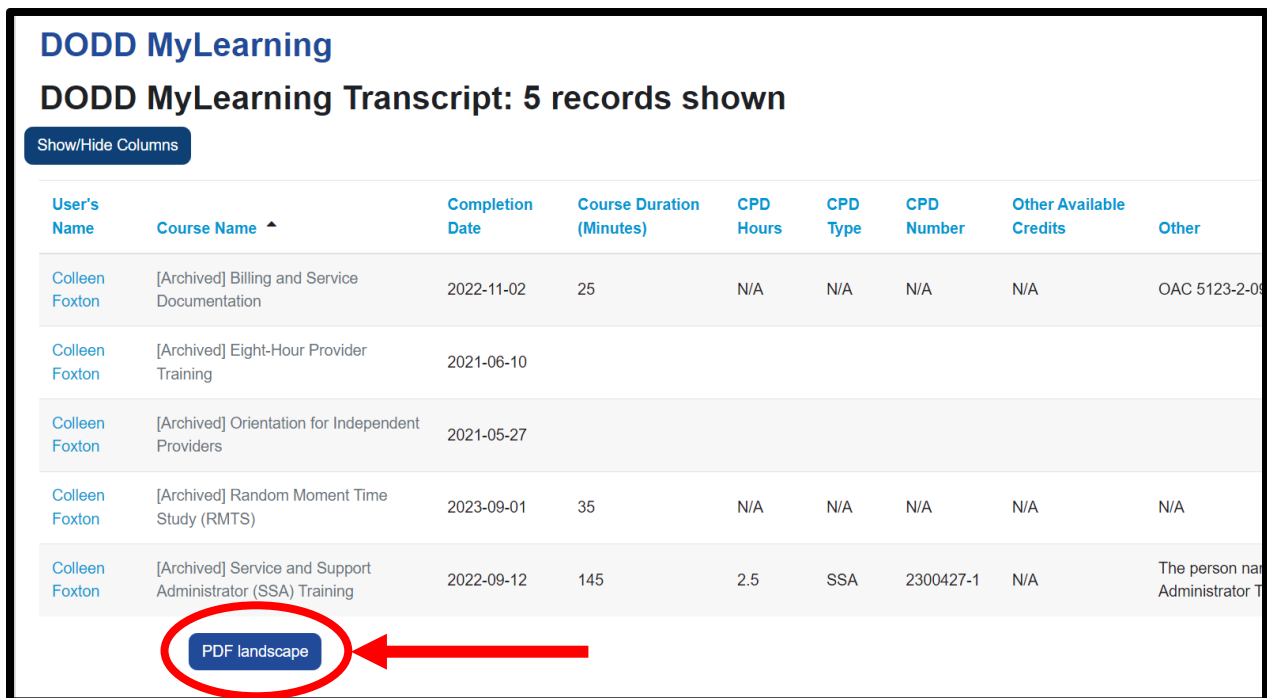 DODD MyLearning
DODD MyLearning Transcript: 5 records shown
Show/Hide Columns
User's Name Course Name Completion Date Course Duration (Minutes) CPD Hours CPD Type CPD Number Other Available Credits Other
Colleen Foxton [Archived] Billing and Service Documentation 2022-11-02 25 N/A N/A N/A N/A OAC 5123-2-09
Colleen Foxton [Archived] Eight-Hour Provider Training 2021-06-10
Colleen Foxton [Archived] Orientation for Independent Providers 2021-05-27
Colleen Foxton [Archived] Random Moment Time Study (RMTS) 2023-09-01 35 N/A N/A N/A N/A N/A
Colleen Foxton [Archived] Service and Support Administrator (SSA) Training 2022-09-12 145 2.5 SSA 2300427-1 N/A The person Administrator
PDF landscape